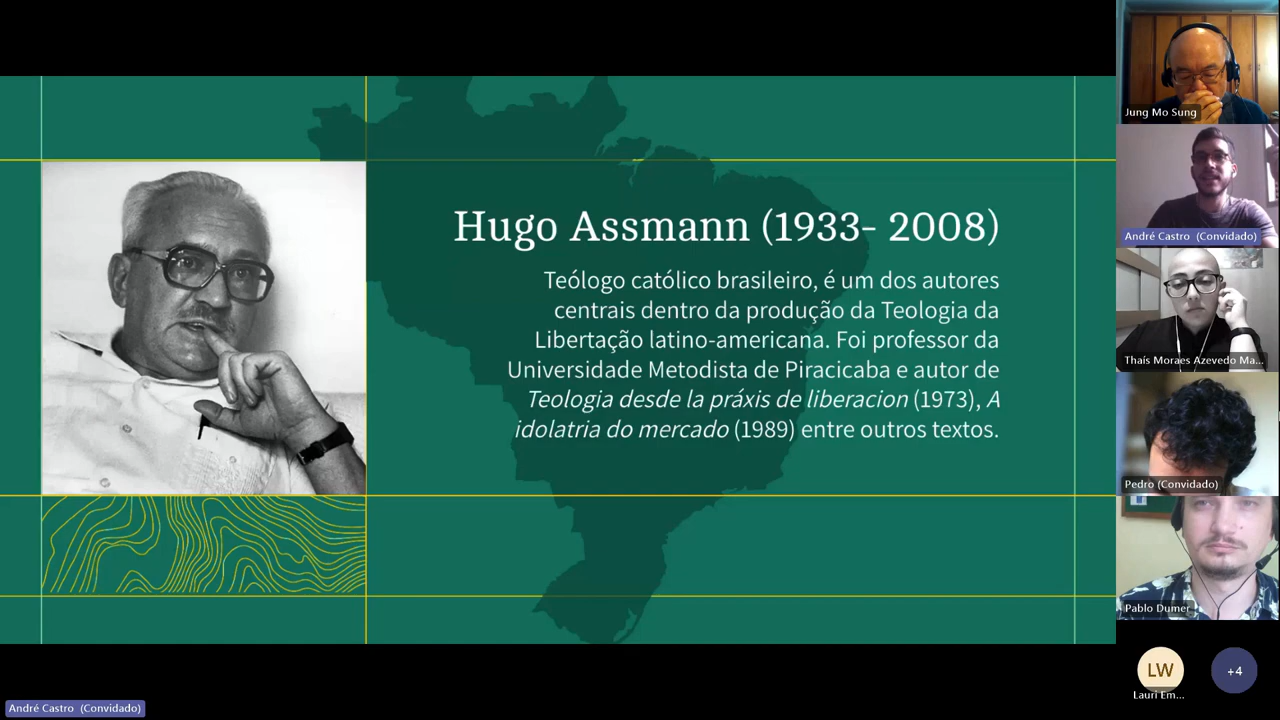 Hugo Assmann (1933- 2008)
Teólogo católico brasileiro, é um dos autores
centrais dentro da produção da Teologia da
Libertação latino-americana. Foi professor da
Universidade Metodista de Piracicaba e autor de
Teologia desde la práxis de liberacion (1973), A
idolatria do mercado (1989) entre outros textos.
Jung Mo Sung
André Castro (Convidado)
Thaís Moraes Azevedo Ma...
Pedro (Convidado)
Pablo Dumer
LW
Lauri Em...
+4
André Castro (Convidado)